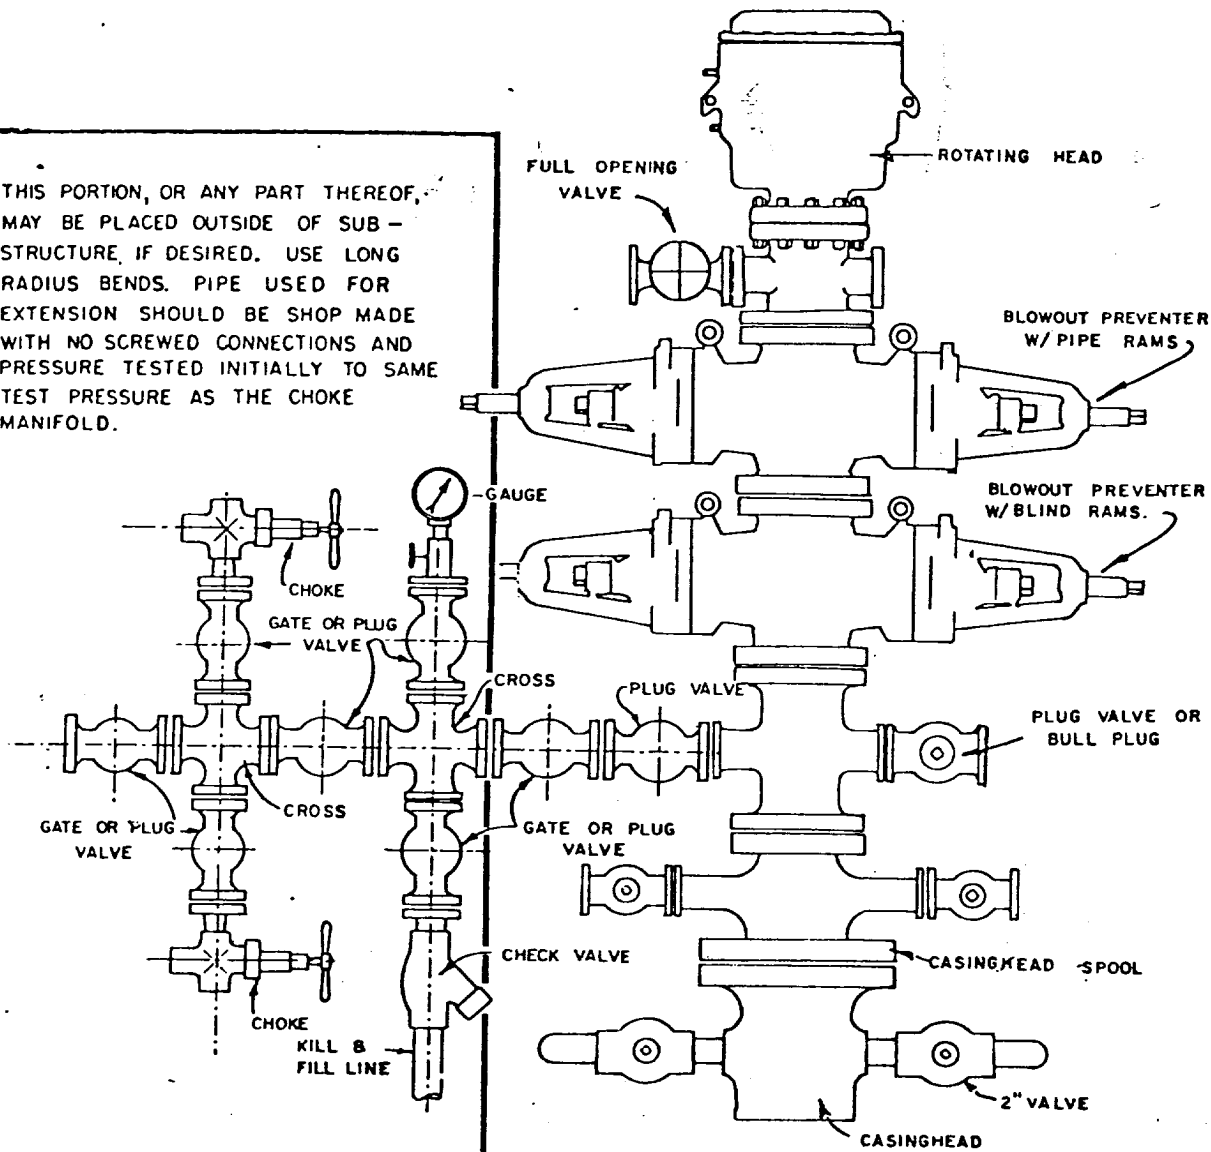 THIS PORTION, OR ANY PART THEREOF,
MAY BE PLACED OUTSIDE OF SUB-
STRUCTURE, IF DESIRED. USE LONG
RADIUS BENDS. PIPE USED FOR
EXTENSION SHOULD BE SHOP MADE
WITH NO SCREWED CONNECTIONS AND
PRESSURE TESTED INITIALLY TO SAME
TEST PRESSURE AS THE CHOKE
MANIFOLD.
FULL OPENING
VALVE
ROTATING HEAD
BLOWOUT PREVENTER
W/PIPE RAMS
BLOWOUT PREVENTER
W/BLIND RAMS.
GAUGE
CHOKE
GATE OR PLUG
VALVE
CROSS
PLUG VALVE
PLUG VALVE OR
BULL PLUG
CROSS
GATE OR PLUG
VALVE
GATE OR PLUG
VALVE
CHECK VALVE
CASINGHEAD SPOOL
CHOKE
KILL &
FILL LINE
2" VALVE
CASINGHEAD